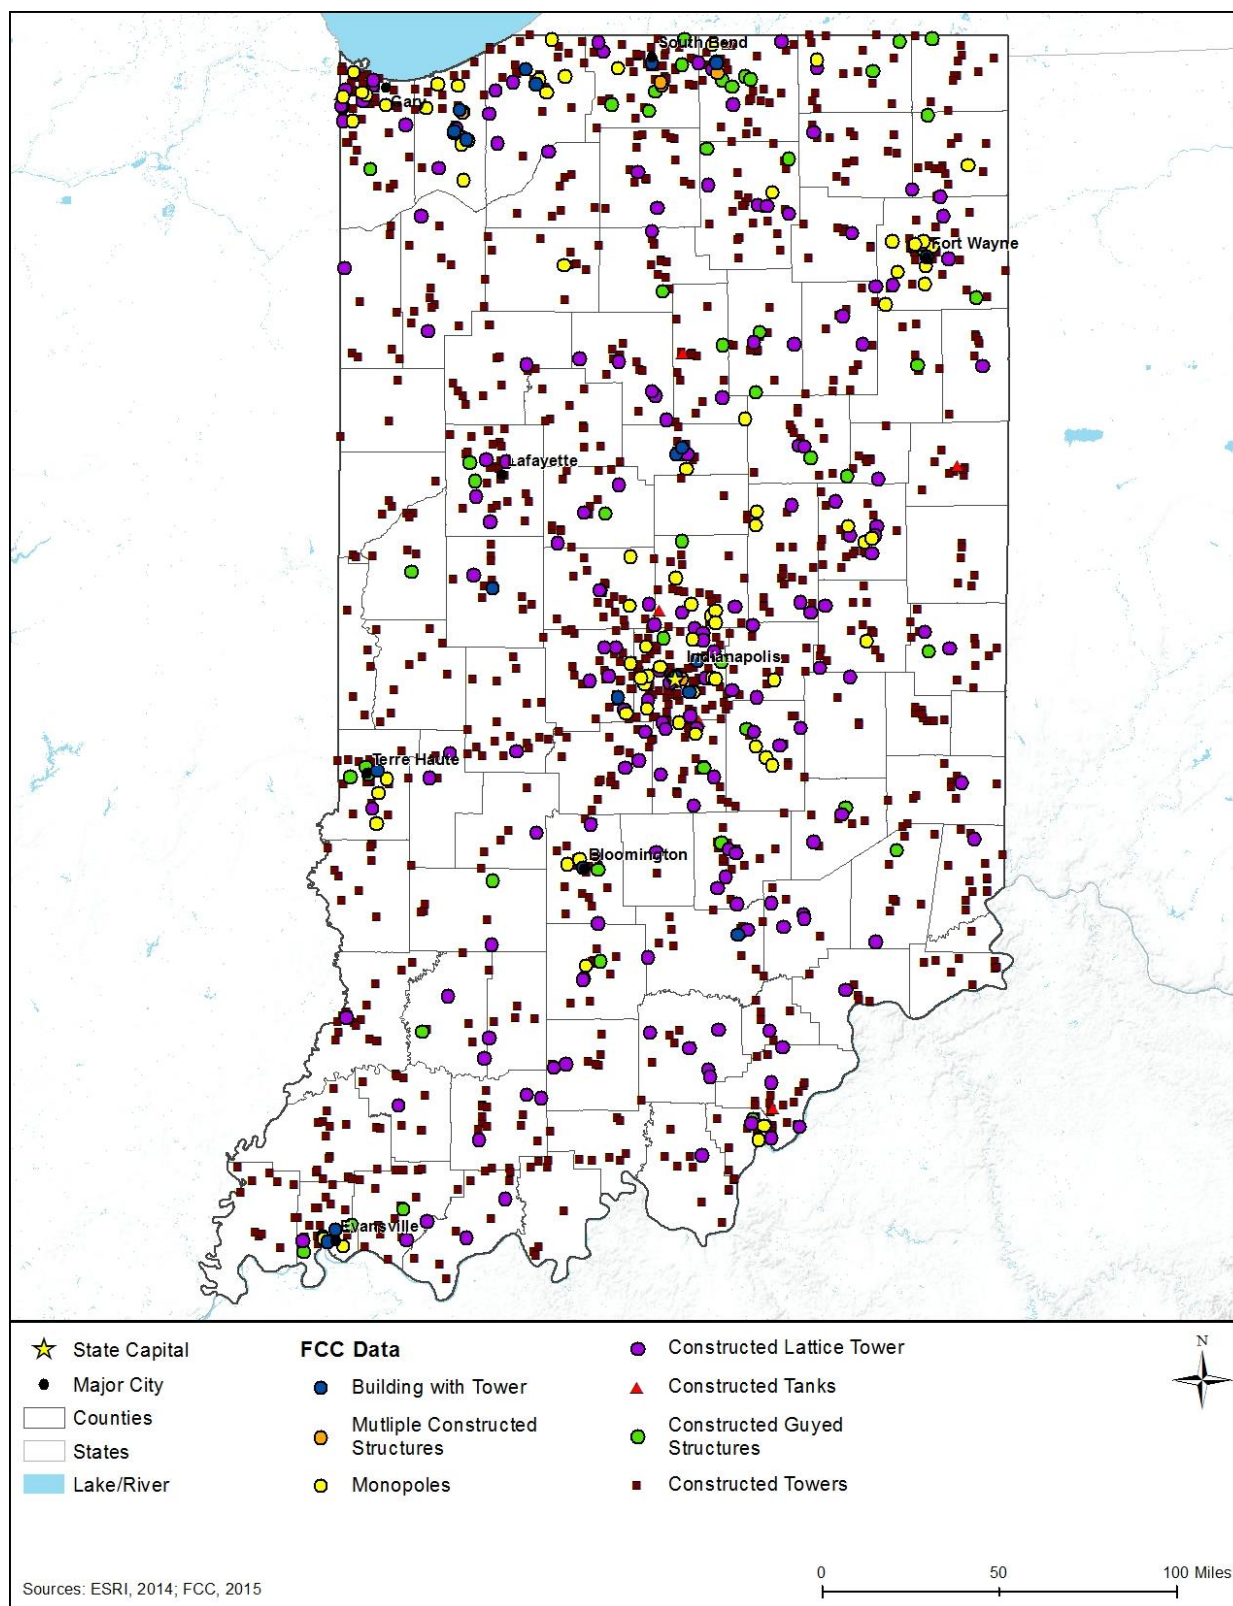 South Bend
Gary
Fort Wayne
Lafayette
Indianapolis
Terre Haute
Bloomington
Evansville
State Capital
Major City
Counties
States
Lake/River
FCC Data
Building with Tower
Mutliple Constructed
Structures
Monopoles
Constructed Lattice Tower
Constructed Tanks
Constructed Guyed
Structures
Constructed Towers
N
Sources: ESRI, 2014; FCC, 2015
0 50 100 Miles